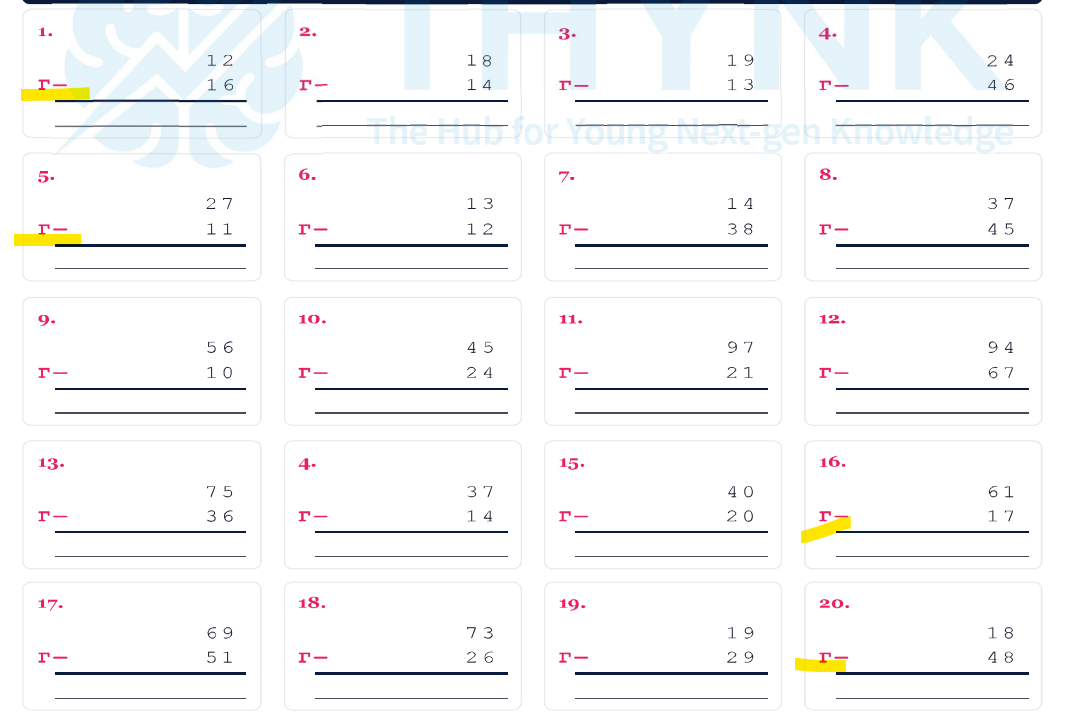 THYNK
The Hub for Young Next-gen Knowledge
1.
12
г– 16
2.
18
г– 14
3.
19
г– 13
4.
24
г– 46
5.
27
г– 11
6.
13
г– 12
7.
14
г– 38
8.
37
г– 45
9.
56
г– 10
10.
45
г– 24
11.
97
г– 21
12.
94
г– 67
13.
75
г– 36
4.
37
г– 14
15.
40
г– 20
16.
61
г– 17
17.
69
г– 51
18.
73
г– 26
19.
19
г– 29
20.
18
г– 48